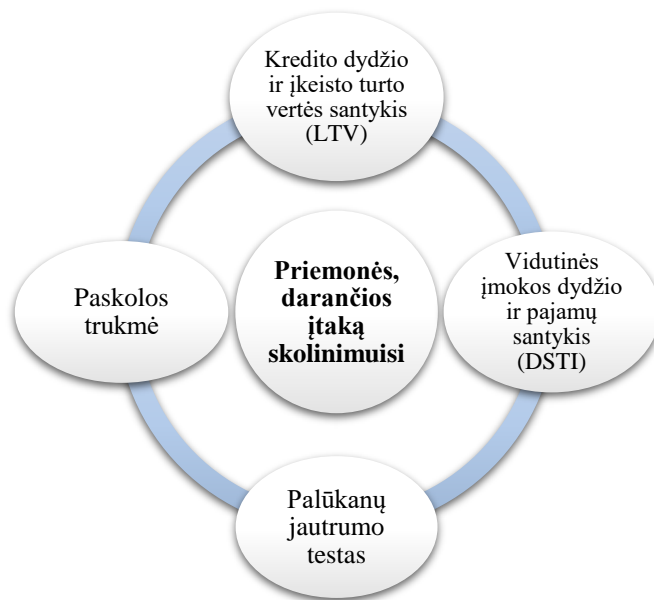 Kredito dydžio
ir įkeisto turto
vertės santykis
(LTV)
Paskolos
trukmė
Priemonės,
darančios
įtaką
skolinimuisi
Vidutinės
įmokos dydžio
ir pajamų
santykis
(DSTI)
Palūkanų
jautrumo
testas